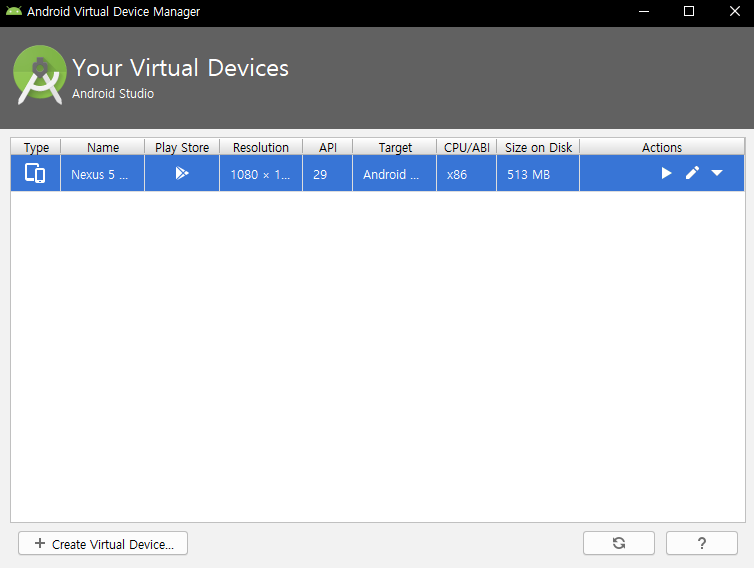 Android Virtual Device Manager
Your Virtual Devices
Android Studio
Type Name Play Store Resolution API Target CPU/ABI Size on Disk Actions
Nexus 5 ... 1080 × 1... 29 Android ... x86 513 MB
+ Create Virtual Device... ?